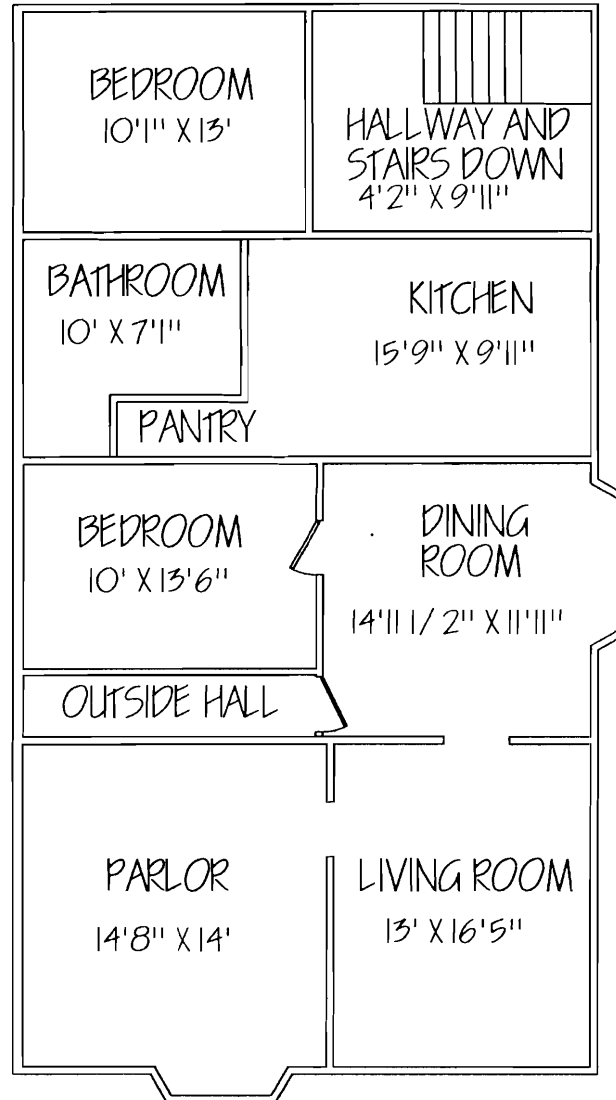 BEDROOM
10'1" X 13'
HALLWAY AND
STAIRS DOWN
4'2" X 9'11"
BATHROOM
10' X 7'1"
KITCHEN
15'9" X 9'11"
PANTRY
BEDROOM
10' X 13'6"
DINING
ROOM
14'11 1/2" X 11'11"
OUTSIDE HALL
PARLOR
14'8" X 14'
LIVING ROOM
13' X 16'5"